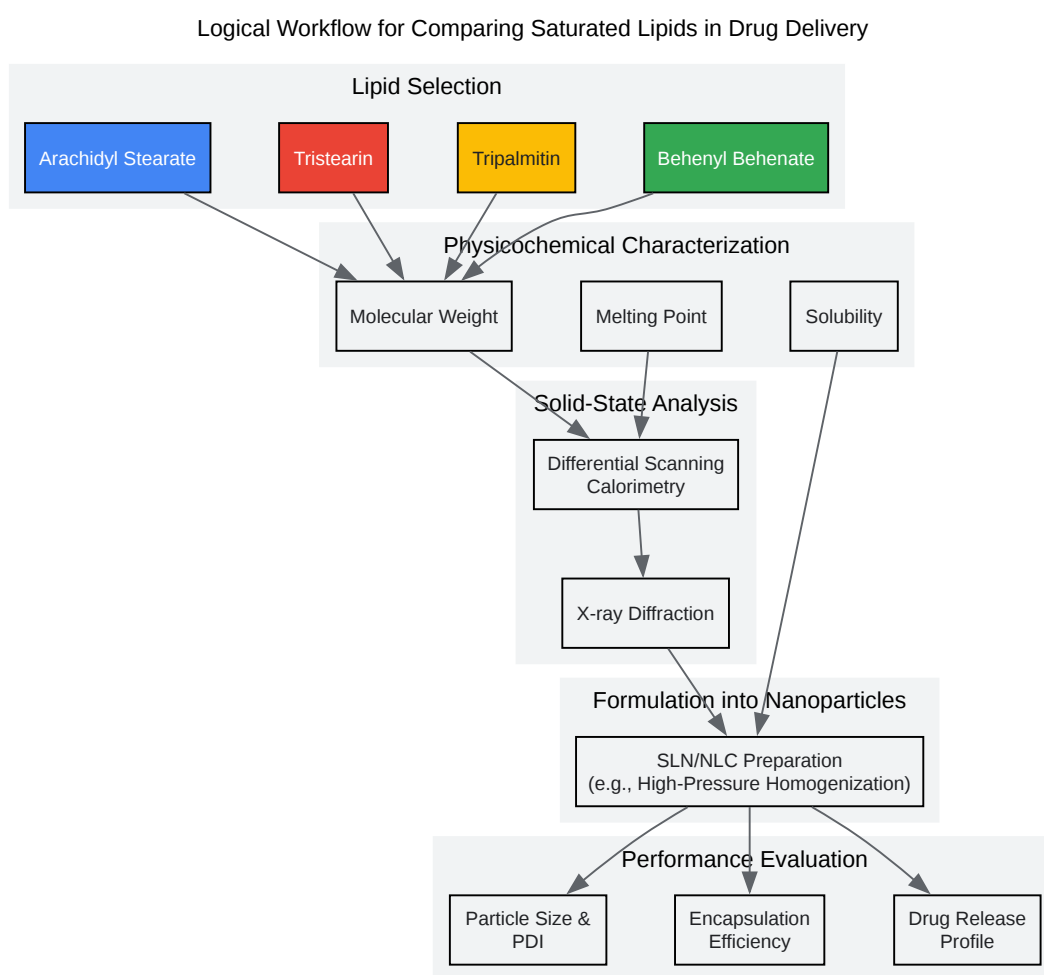 Logical Workflow for Comparing Saturated Lipids in Drug Delivery
Lipid Selection
Arachidyl Stearate
Tristearin
Tripalmitin
Behenyl Behenate
Physicochemical Characterization
Molecular Weight
Melting Point
Solubility
Solid-State Analysis
Differential Scanning
Calorimetry
X-ray Diffraction
Formulation into Nanoparticles
SLN/NLC Preparation
(e.g., High-Pressure Homogenization)
Performance Evaluation
Particle Size &
PDI
Encapsulation
Efficiency
Drug Release
Profile